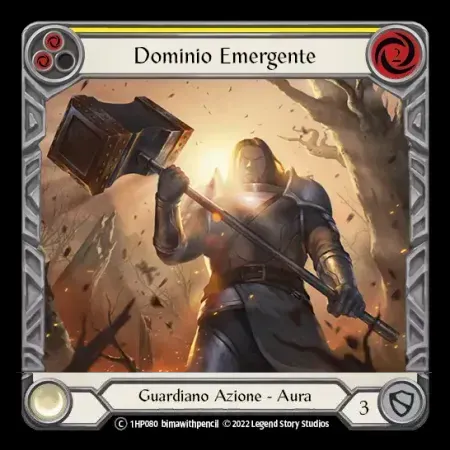 Dominio Emergente
2
Guardiano Azione - Aura
3
C 1HP080 bimawithpencil © 2022 Legend Story Studios